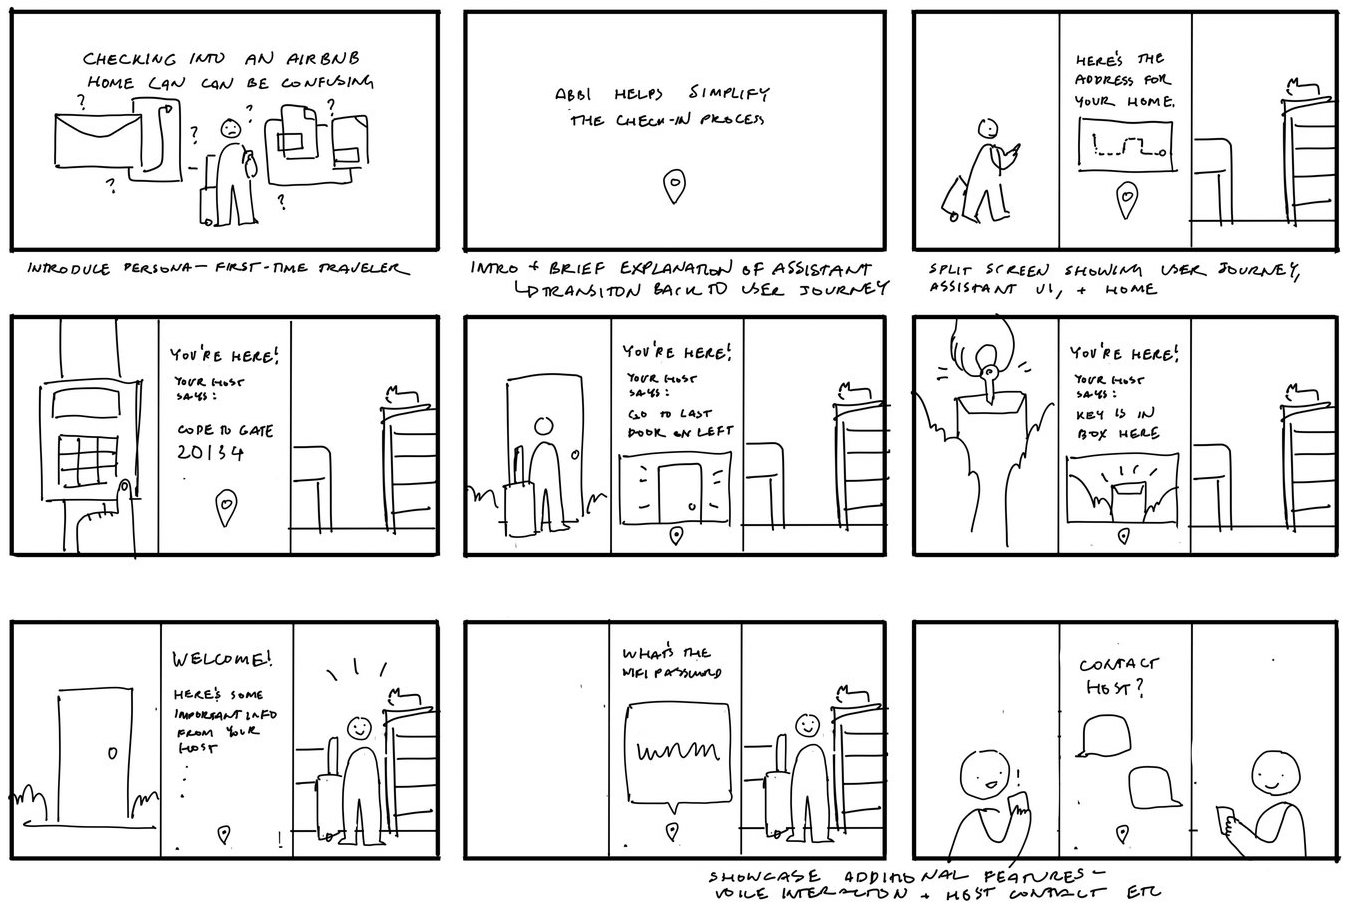 CHECKING INTO AN AIRBNB
HOME CAN CAN BE CONFUSING
?
?
?
?
?
?
INTRODUCE PERSONA — FIRST-TIME TRAVELER
ABBI HELPS SIMPLIFY
THE CHECK-IN PROCESS
INTRO + BRIEF EXPLANATION OF ASSISTANT
↳ TRANSITON BACK TO USER JOURNEY
HERE'S THE
ADDRESS FOR
YOUR HOME.
SPLIT SCREEN SHOWING USER JOURNEY,
ASSISTANT UI, + HOME
YOU'RE HERE!
YOUR HOST
SAYS:
CODE TO GATE
20134
YOU'RE HERE!
YOUR HOST
SAYS:
GO TO LAST
DOOR ON LEFT
YOU'RE HERE!
YOUR HOST
SAYS:
KEY IS IN
BOX HERE
WELCOME!
HERE'S SOME
IMPORTANT INFO
FROM YOUR
HOST
!
WHAT'S THE
WIFI PASSWORD
CONTACT
HOST?
!
SHOWCASE ADDITIONAL FEATURES —
VOICE INTERACTION + HOST CONTACT ETC